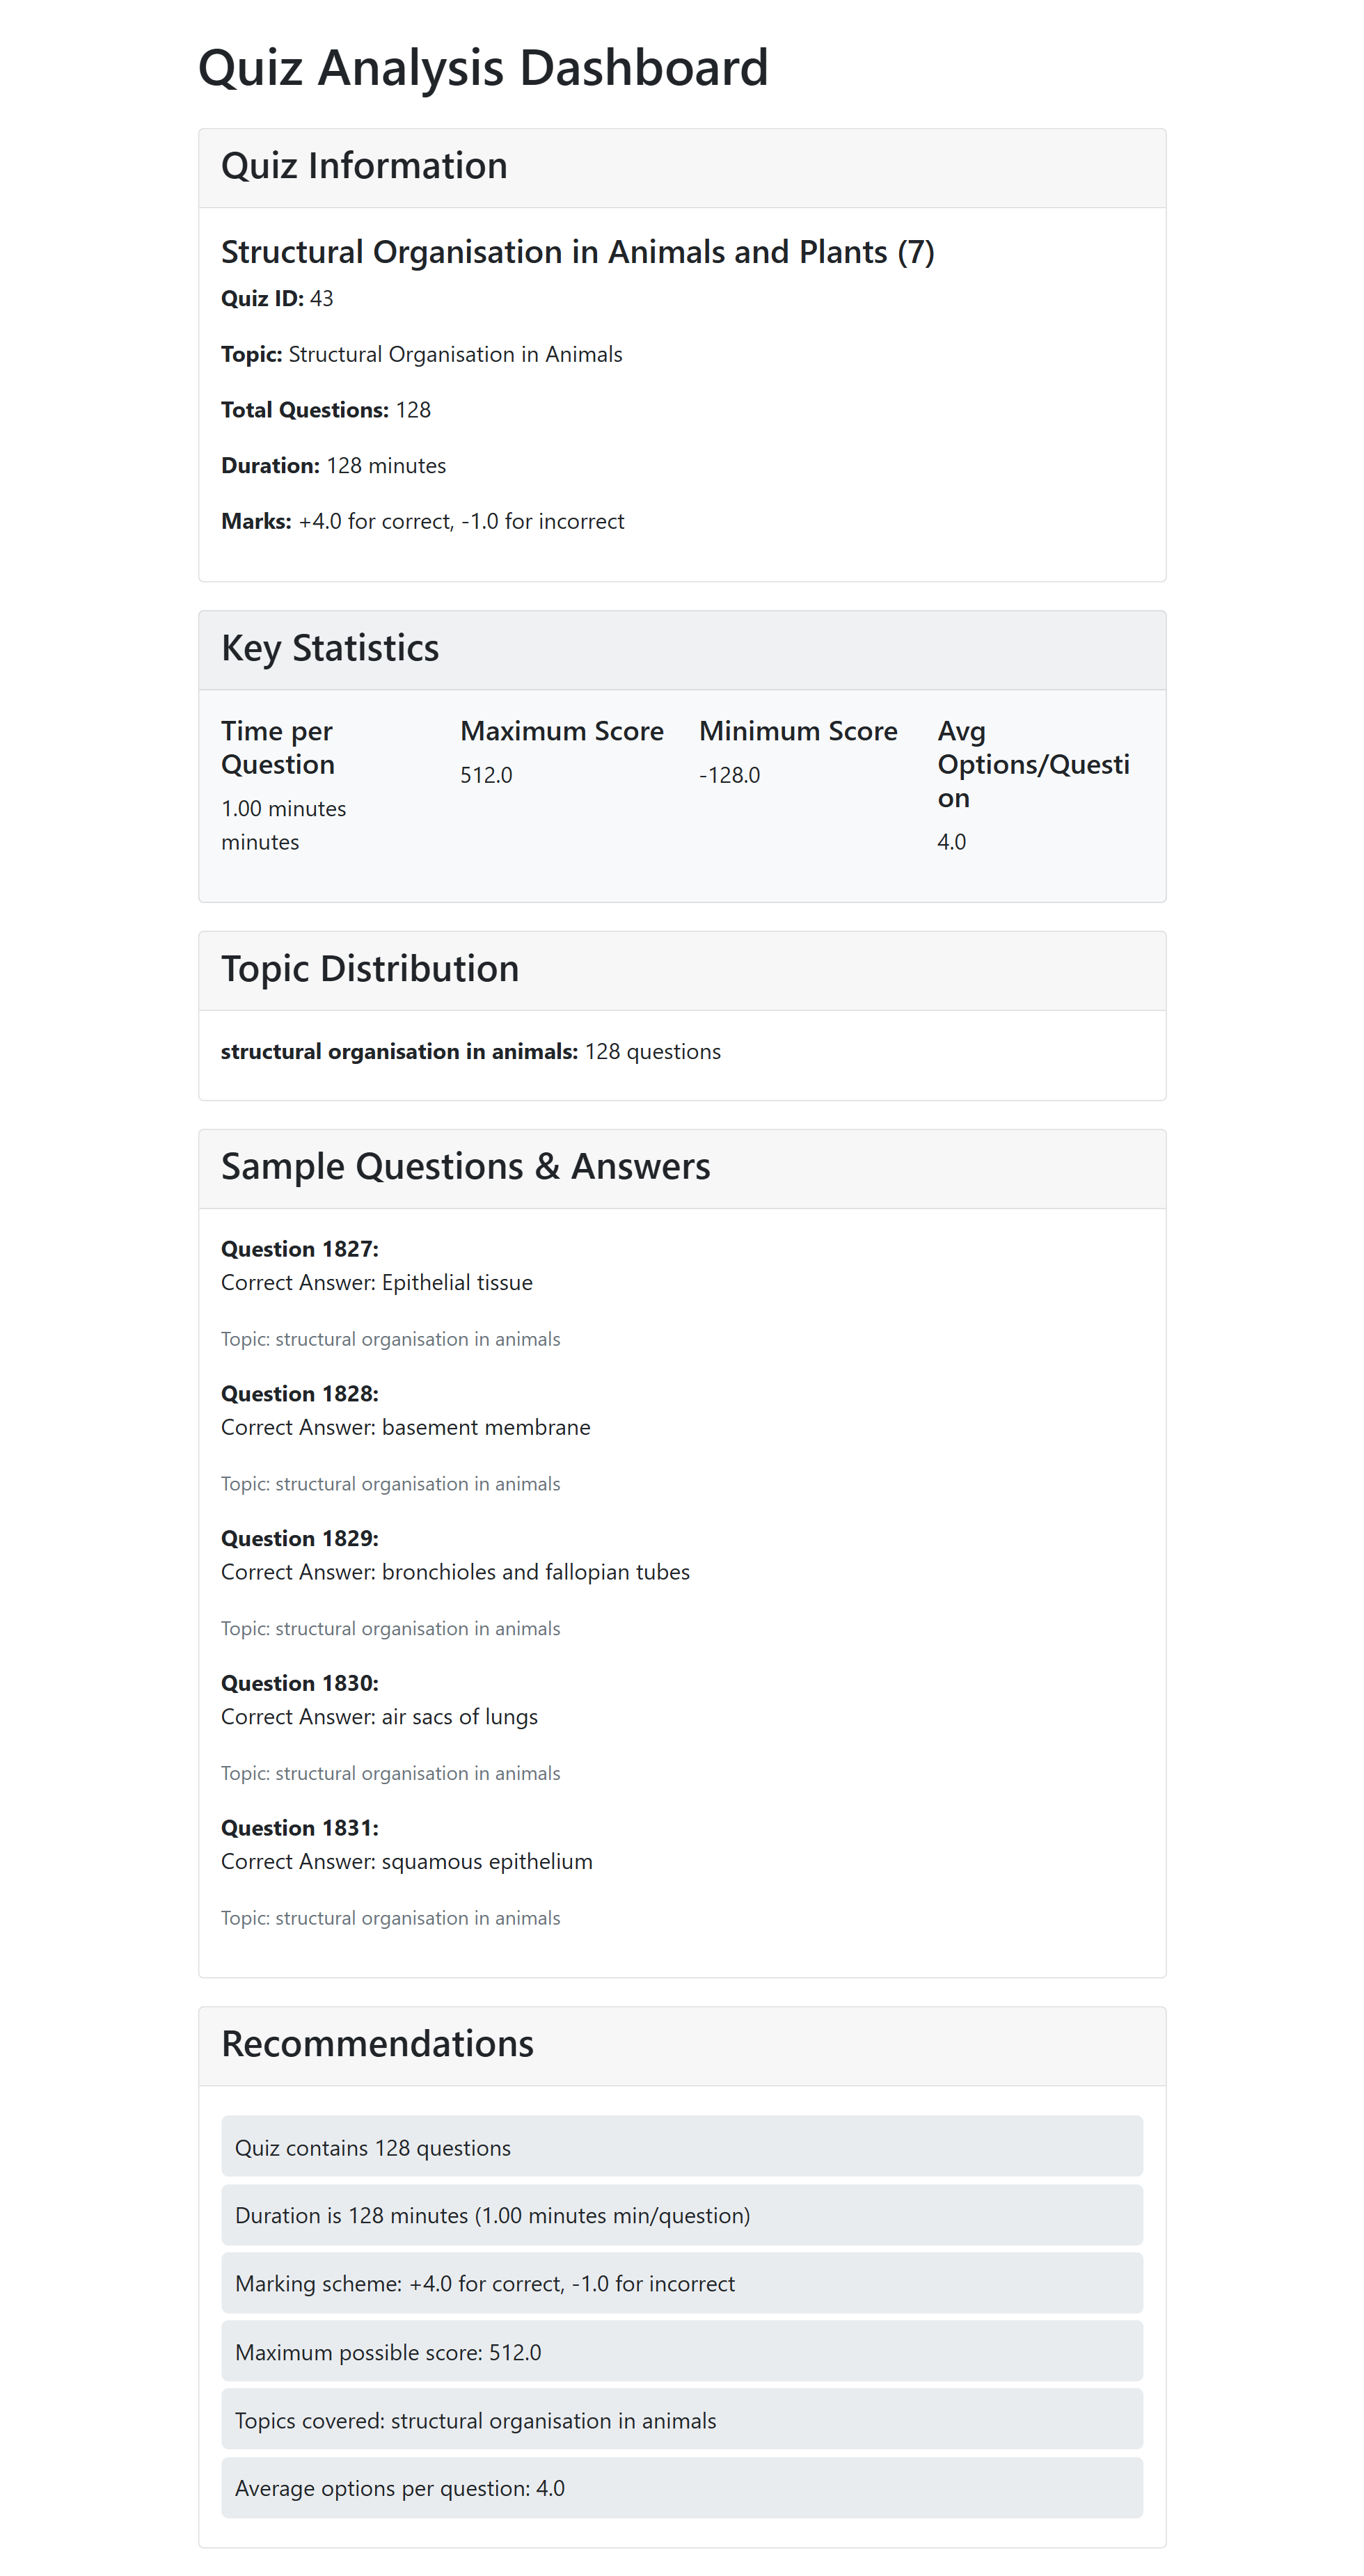 Quiz Analysis Dashboard
Quiz Information
Structural Organisation in Animals and Plants (7)
Quiz ID: 43
Topic: Structural Organisation in Animals
Total Questions: 128
Duration: 128 minutes
Marks: +4.0 for correct, -1.0 for incorrect
Key Statistics
Time per
Question
1.00 minutes
minutes
Maximum Score
512.0
Minimum Score
-128.0
Avg
Options/Questi
on
4.0
Topic Distribution
structural organisation in animals: 128 questions
Sample Questions & Answers
Question 1827:
Correct Answer: Epithelial tissue
Topic: structural organisation in animals
Question 1828:
Correct Answer: basement membrane
Topic: structural organisation in animals
Question 1829:
Correct Answer: bronchioles and fallopian tubes
Topic: structural organisation in animals
Question 1830:
Correct Answer: air sacs of lungs
Topic: structural organisation in animals
Question 1831:
Correct Answer: squamous epithelium
Topic: structural organisation in animals
Recommendations
Quiz contains 128 questions
Duration is 128 minutes (1.00 minutes min/question)
Marking scheme: +4.0 for correct, -1.0 for incorrect
Maximum possible score: 512.0
Topics covered: structural organisation in animals
Average options per question: 4.0